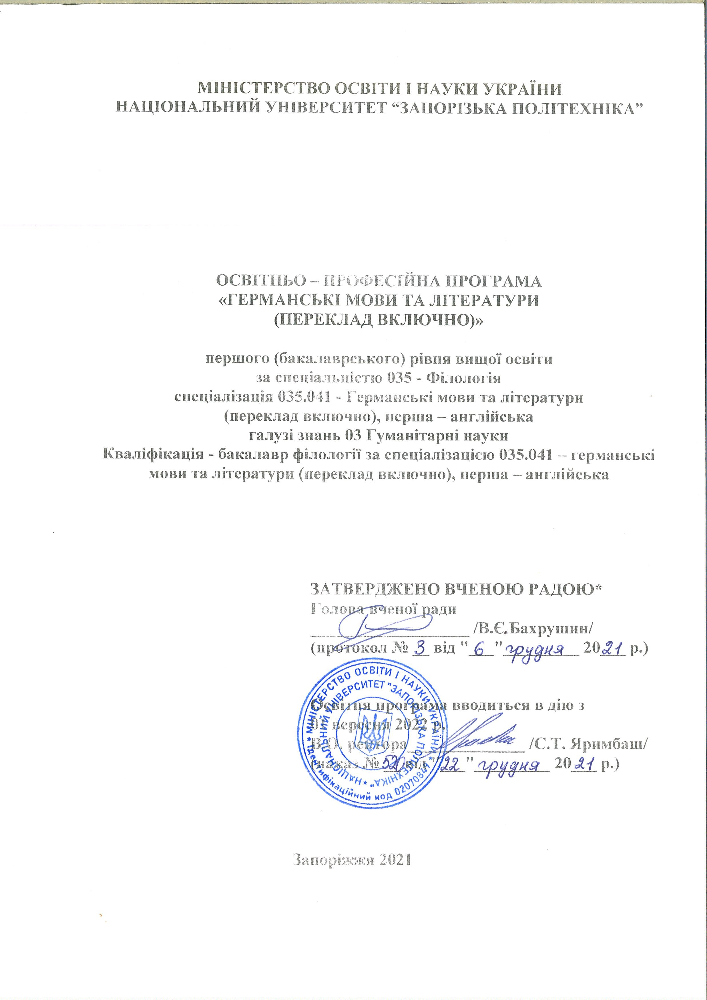 МІНІСТЕРСТВО ОСВІТИ І НАУКИ УКРАЇНИ
НАЦІОНАЛЬНИЙ УНІВЕРСИТЕТ “ЗАПОРІЗЬКА ПОЛІТЕХНІКА”
ОСВІТНЬО – ПРОФЕСІЙНА ПРОГРАМА
«ГЕРМАНСЬКІ МОВИ ТА ЛІТЕРАТУРИ
(ПЕРЕКЛАД ВКЛЮЧНО)»
першого (бакалаврського) рівня вищої освіти
за спеціальністю 035 - Філологія
спеціалізація 035.041 - Германські мови та літератури
(переклад включно), перша – англійська
галузі знань 03 Гуманітарні науки
Кваліфікація - бакалавр філології за спеціалізацією 035.041 – германські
мови та літератури (переклад включно), перша – англійська
ЗАТВЕРДЖЕНО ВЧЕНОЮ РАДОЮ*
Голова вченої ради
/В.Є.Бахрушин/
(протокол № 3 від "6" грудня 2021 р.)
Освітня програма вводиться в дію з
01 вересня 2022 р.
В.О. ректора /С.Т. Яримбаш/
(наказ № 520 від "22" грудня 2021 р.)
* МІНІСТЕРСТВО ОСВІТИ І НАУКИ УКРАЇНИ *
Ідентифікаційний код 02070849
* НАЦІОНАЛЬНИЙ УНІВЕРСИТЕТ "ЗАПОРІЗЬКА ПОЛІТЕХНІКА"
Запоріжжя 2021